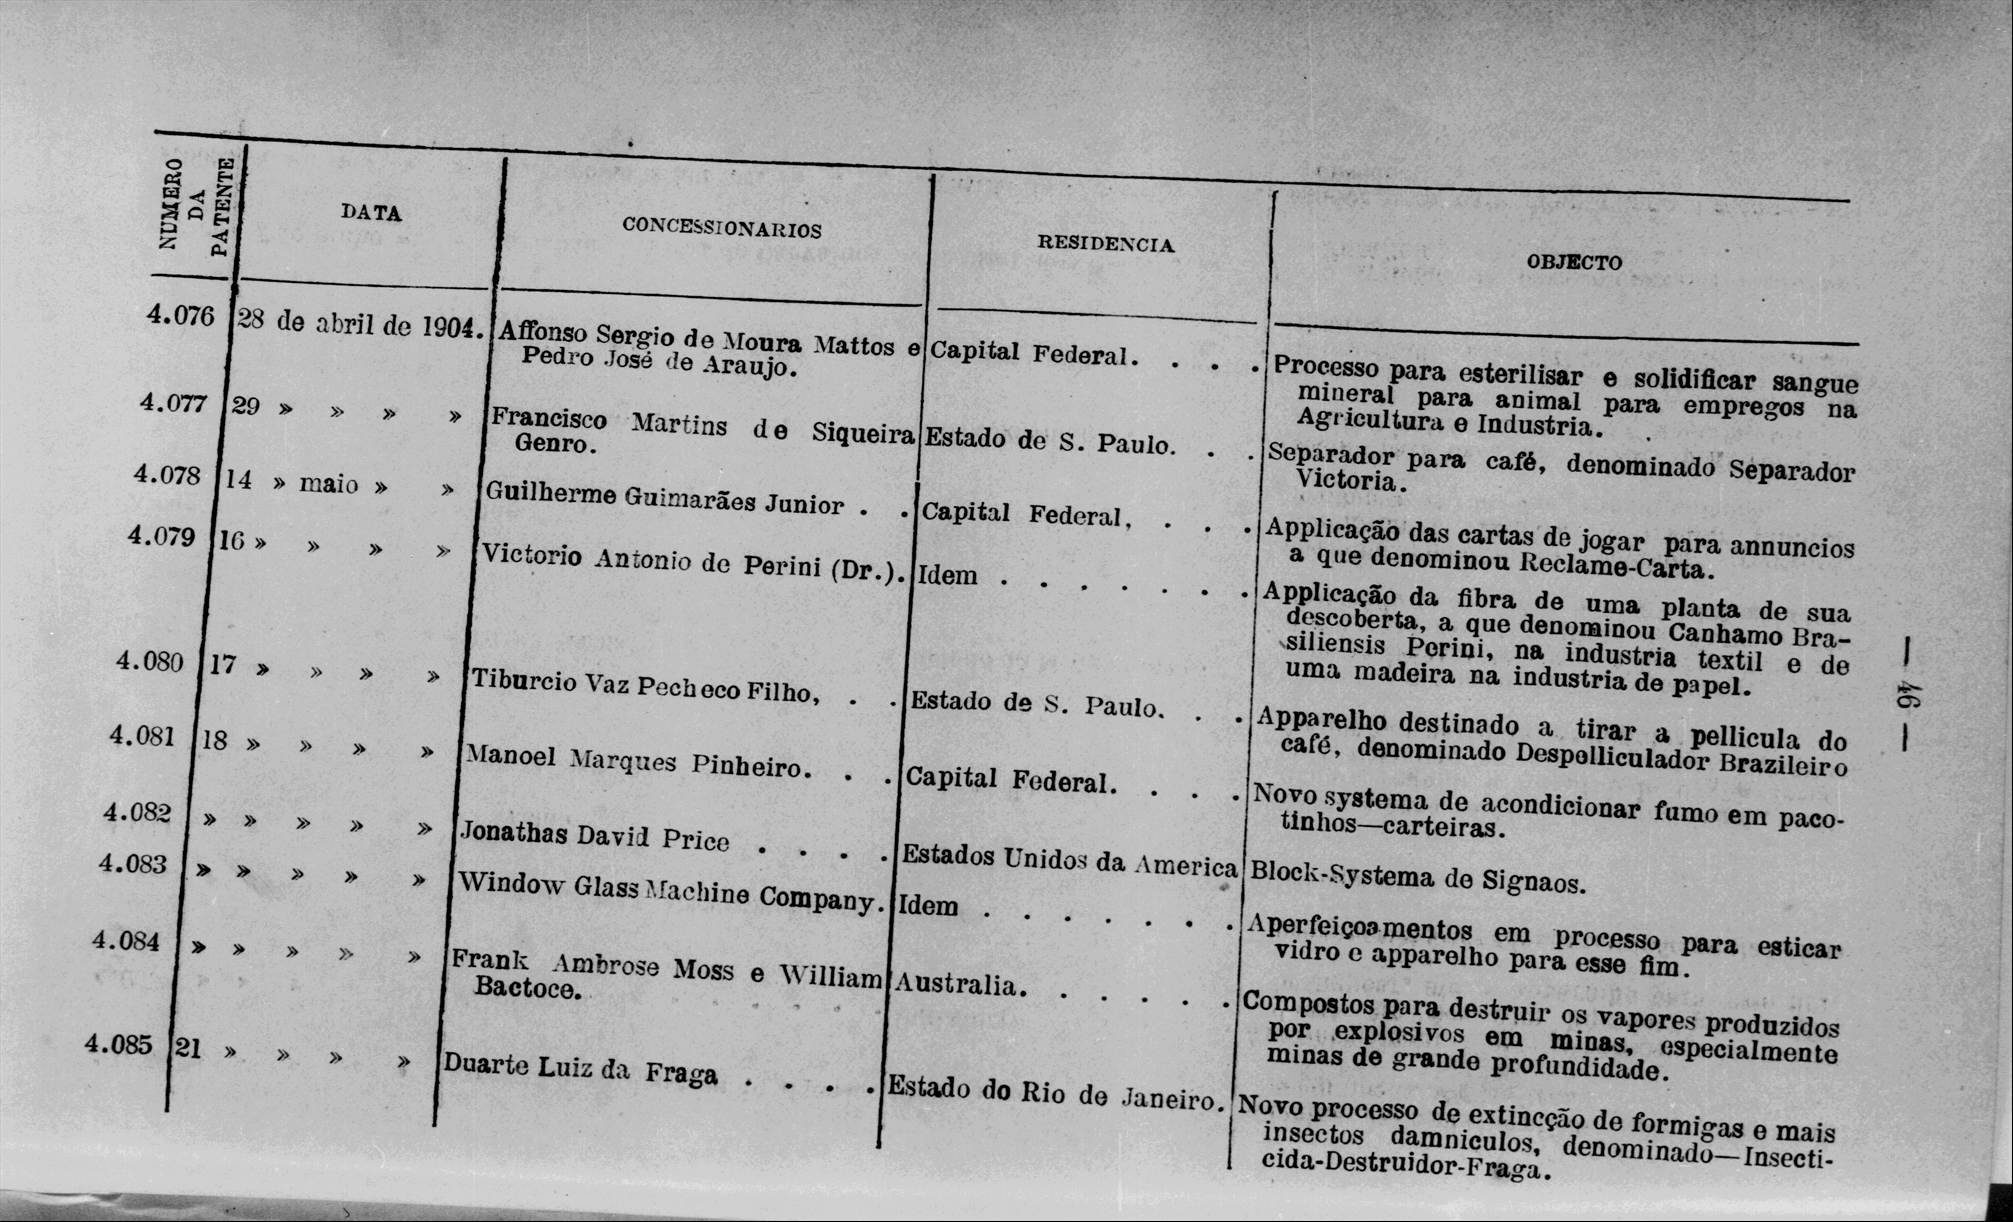 NUMERO DA PATENTE | DATA | CONCESSIONARIOS | RESIDENCIA | OBJECTO
4.076 | 28 de abril de 1904. | Affonso Sergio de Moura Mattos e | Capital Federal. . . . | Processo para esterilisar e solidificar sangue
Pedro José de Araujo. | mineral para animal para empregos na
Agricultura e Industria.
4.077 | 29 » » » » | Francisco Martins de Siqueira | Estado de S. Paulo. . . | Separador para café, denominado Separador
Genro. | Victoria.
4.078 | 14 » maio » » | Guilherme Guimarães Junior . . | Capital Federal, . . . | Applicação das cartas de jogar para annuncios
a que denominou Reclame-Carta.
4.079 | 16 » » » » | Victorio Antonio de Perini (Dr.). | Idem . . . . . . . | Applicação da fibra de uma planta de sua
descoberta, a que denominou Canhamo Bra-
siliensis Perini, na industria textil e de
uma madeira na industria de papel.
4.080 | 17 » » » » | Tiburcio Vaz Pecheco Filho, . . | Estado de S. Paulo. . . | Apparelho destinado a tirar a pellicula do
café, denominado Despelliculador Brazileiro
4.081 | 18 » » » » | Manoel Marques Pinheiro. . . | Capital Federal. . . . | Novo systema de acondicionar fumo em paco-
tinhos—carteiras.
4.082 | » » » » » | Jonathas David Price . . . . | Estados Unidos da America | Block-Systema de Signaos.
4.083 | » » » » » | Window Glass Machine Company. | Idem . . . . . . . | Aperfeiçoamentos em processo para esticar
vidro e apparelho para esse fim.
4.084 | » » » » » | Frank Ambrose Moss e William | Australia. . . . . . | Compostos para destruir os vapores produzidos
Bactoce. | por explosivos em minas, especialmente
minas de grande profundidade.
4.085 | 21 » » » » | Duarte Luiz da Fraga . . . . | Estado do Rio de Janeiro. | Novo processo de extincção de formigas e mais
insectos damniculos, denominado—Insecti-
cida-Destruidor-Fraga.
— 46 —